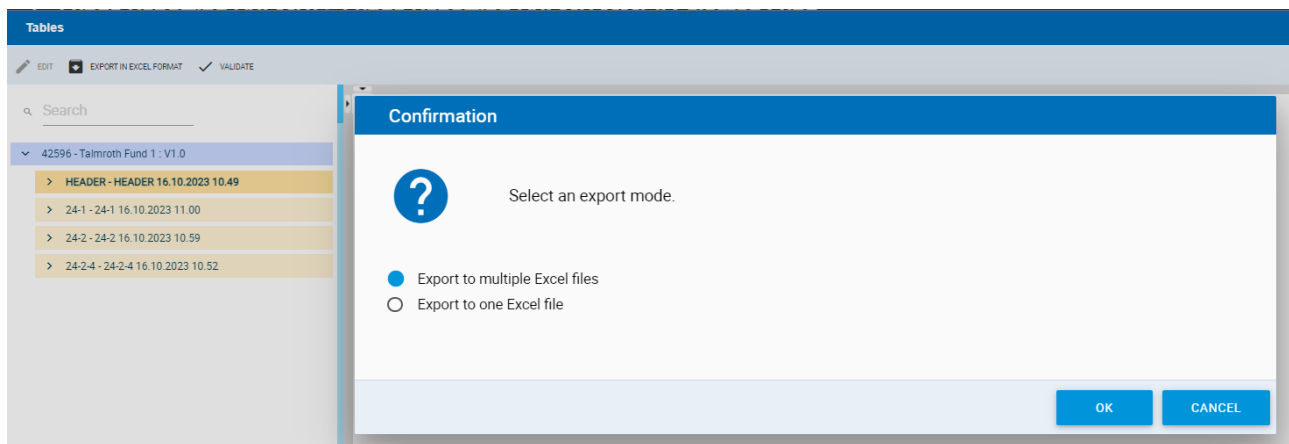 Tables
EDIT EXPORT IN EXCEL FORMAT VALIDATE
Search
42596 - Talmroth Fund 1 : V1.0
HEADER - HEADER 16.10.2023 10.49
24-1 - 24-1 16.10.2023 11.00
24-2 - 24-2 16.10.2023 10.59
24-2-4 - 24-2-4 16.10.2023 10.52
Confirmation
?
Select an export mode.
Export to multiple Excel files
Export to one Excel file
OK CANCEL